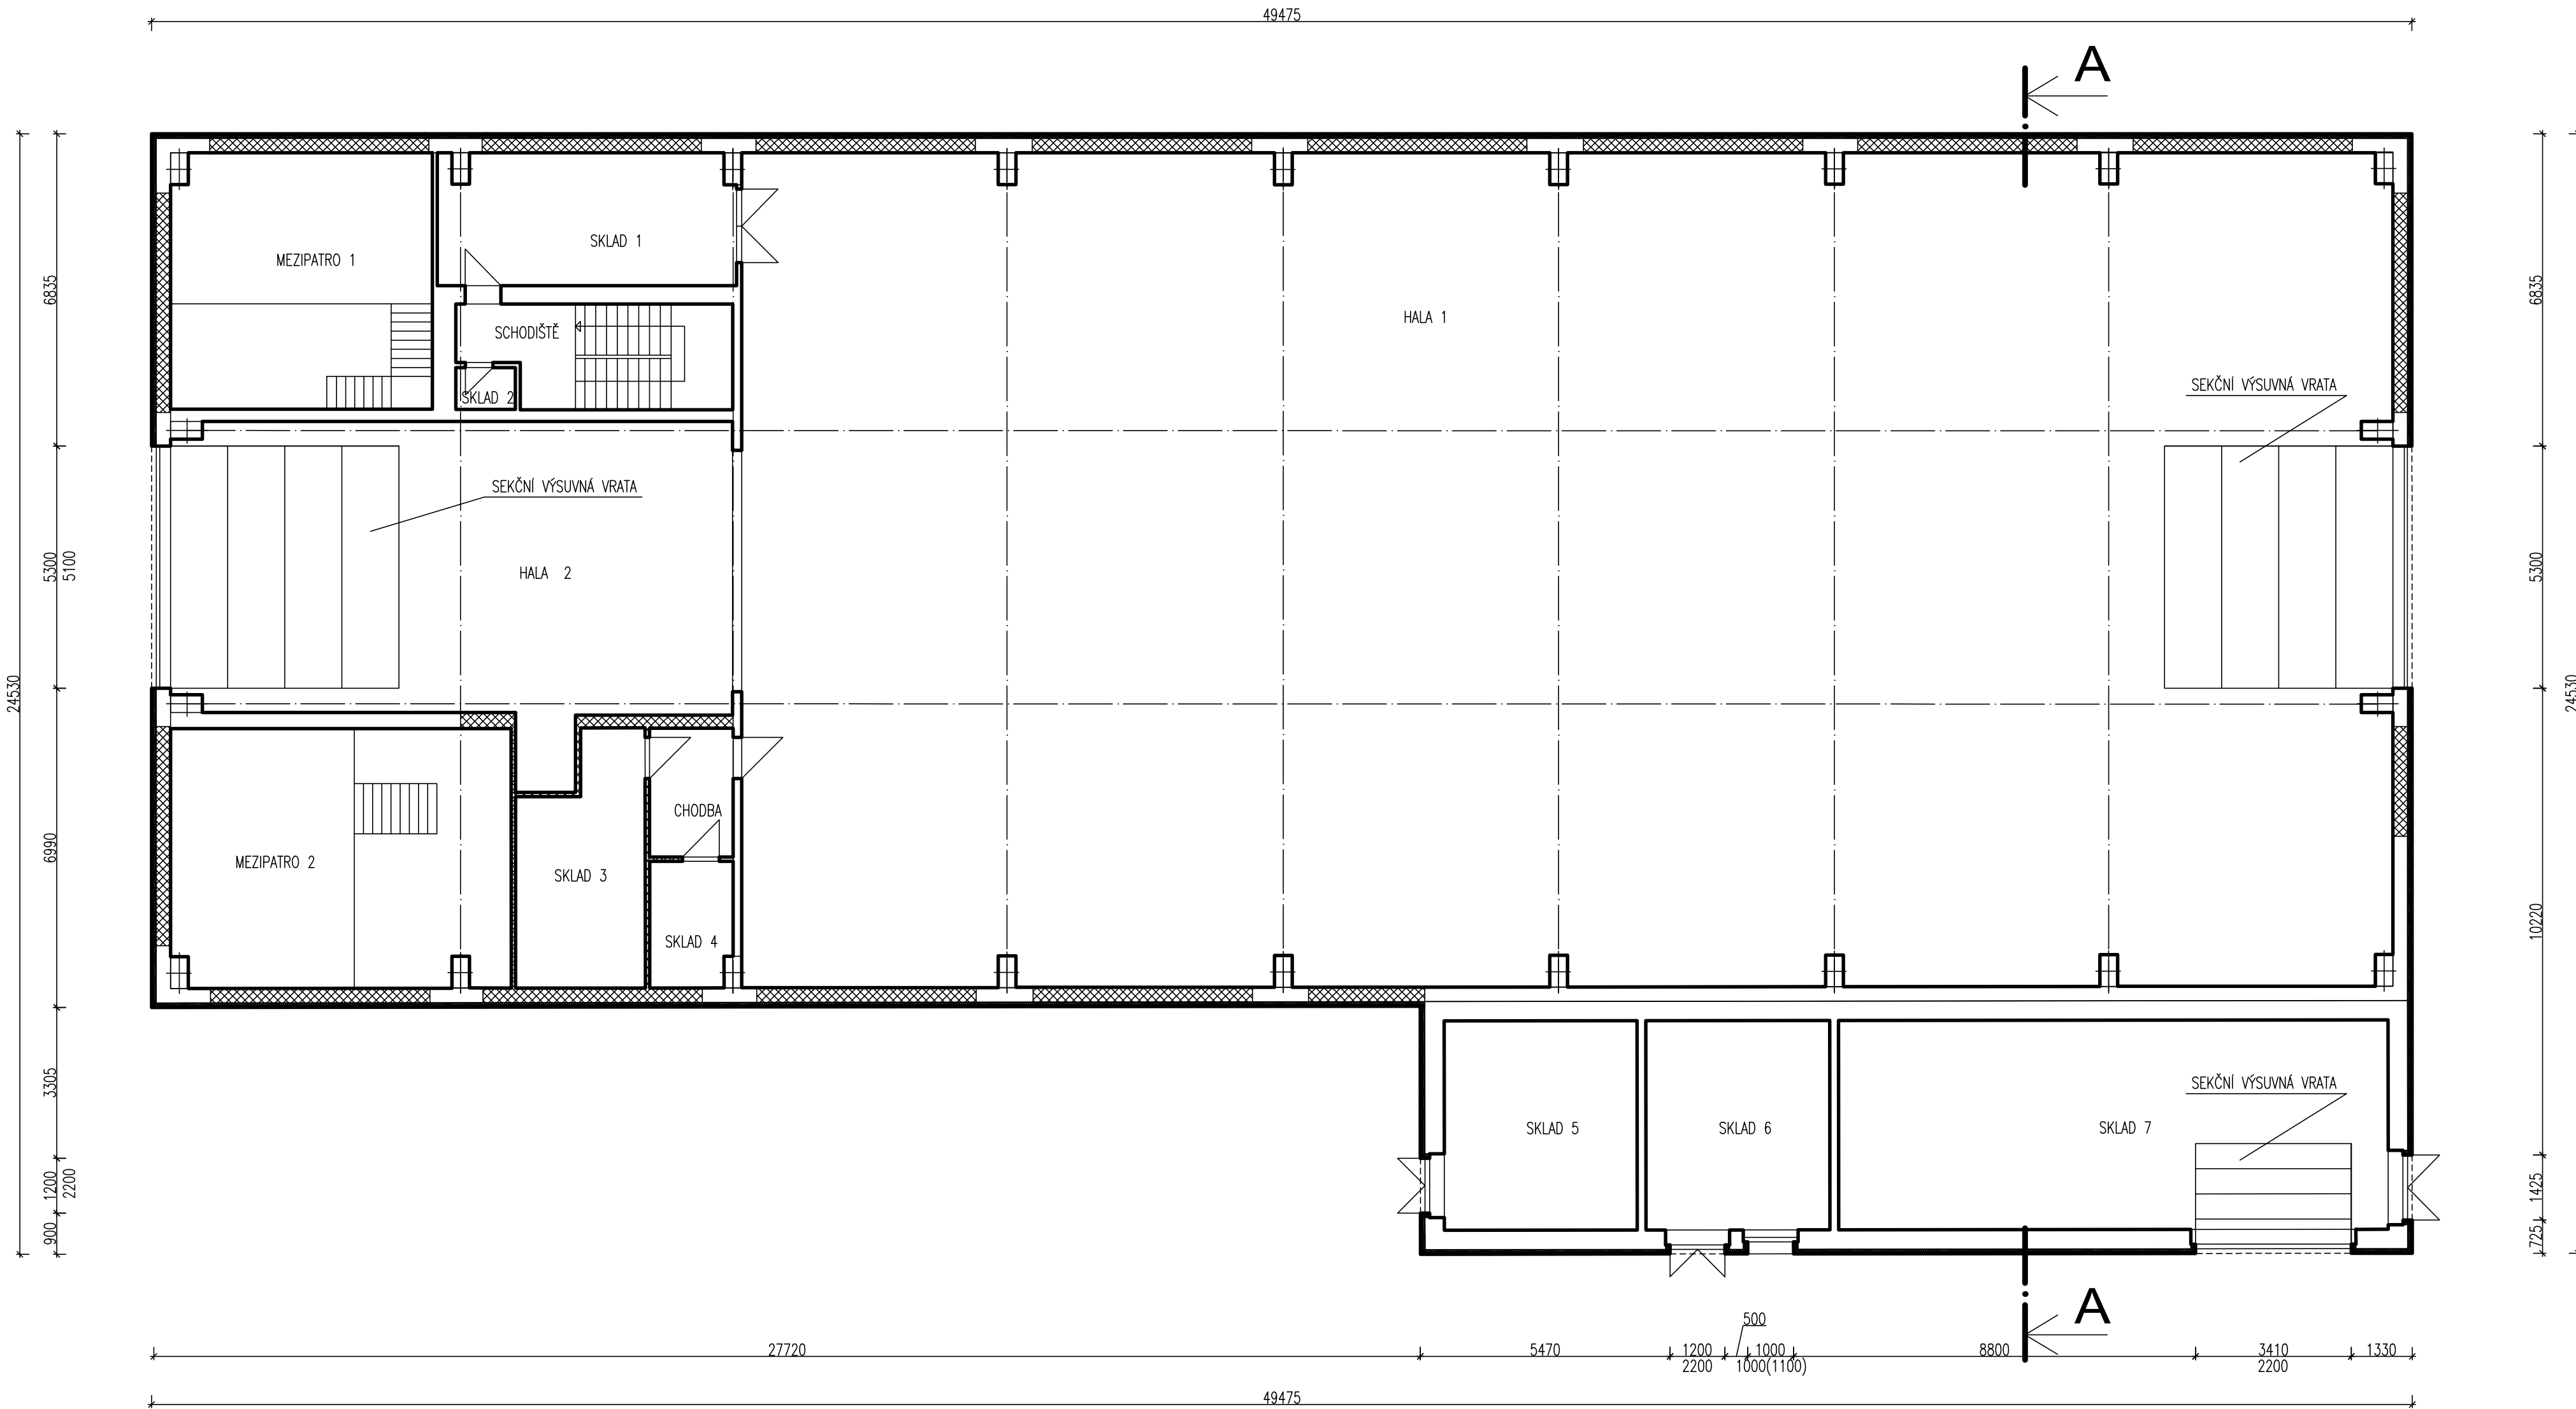 49475
A
MEZIPATRO 1
SKLAD 1
SCHODIŠTĚ
SKLAD 2
HALA 1
SEKČNÍ VÝSUVNÁ VRATA
6835
6835
SEKČNÍ VÝSUVNÁ VRATA
HALA 2
5300
5100
5300
24530
24530
CHODBA
MEZIPATRO 2
SKLAD 3
SKLAD 4
6990
10220
3305
SEKČNÍ VÝSUVNÁ VRATA
SKLAD 5
SKLAD 6
SKLAD 7
1200
2200
1425
900
725
A
500
27720
5470
1200
1000
8800
3410
1330
2200
1000(1100)
2200
49475